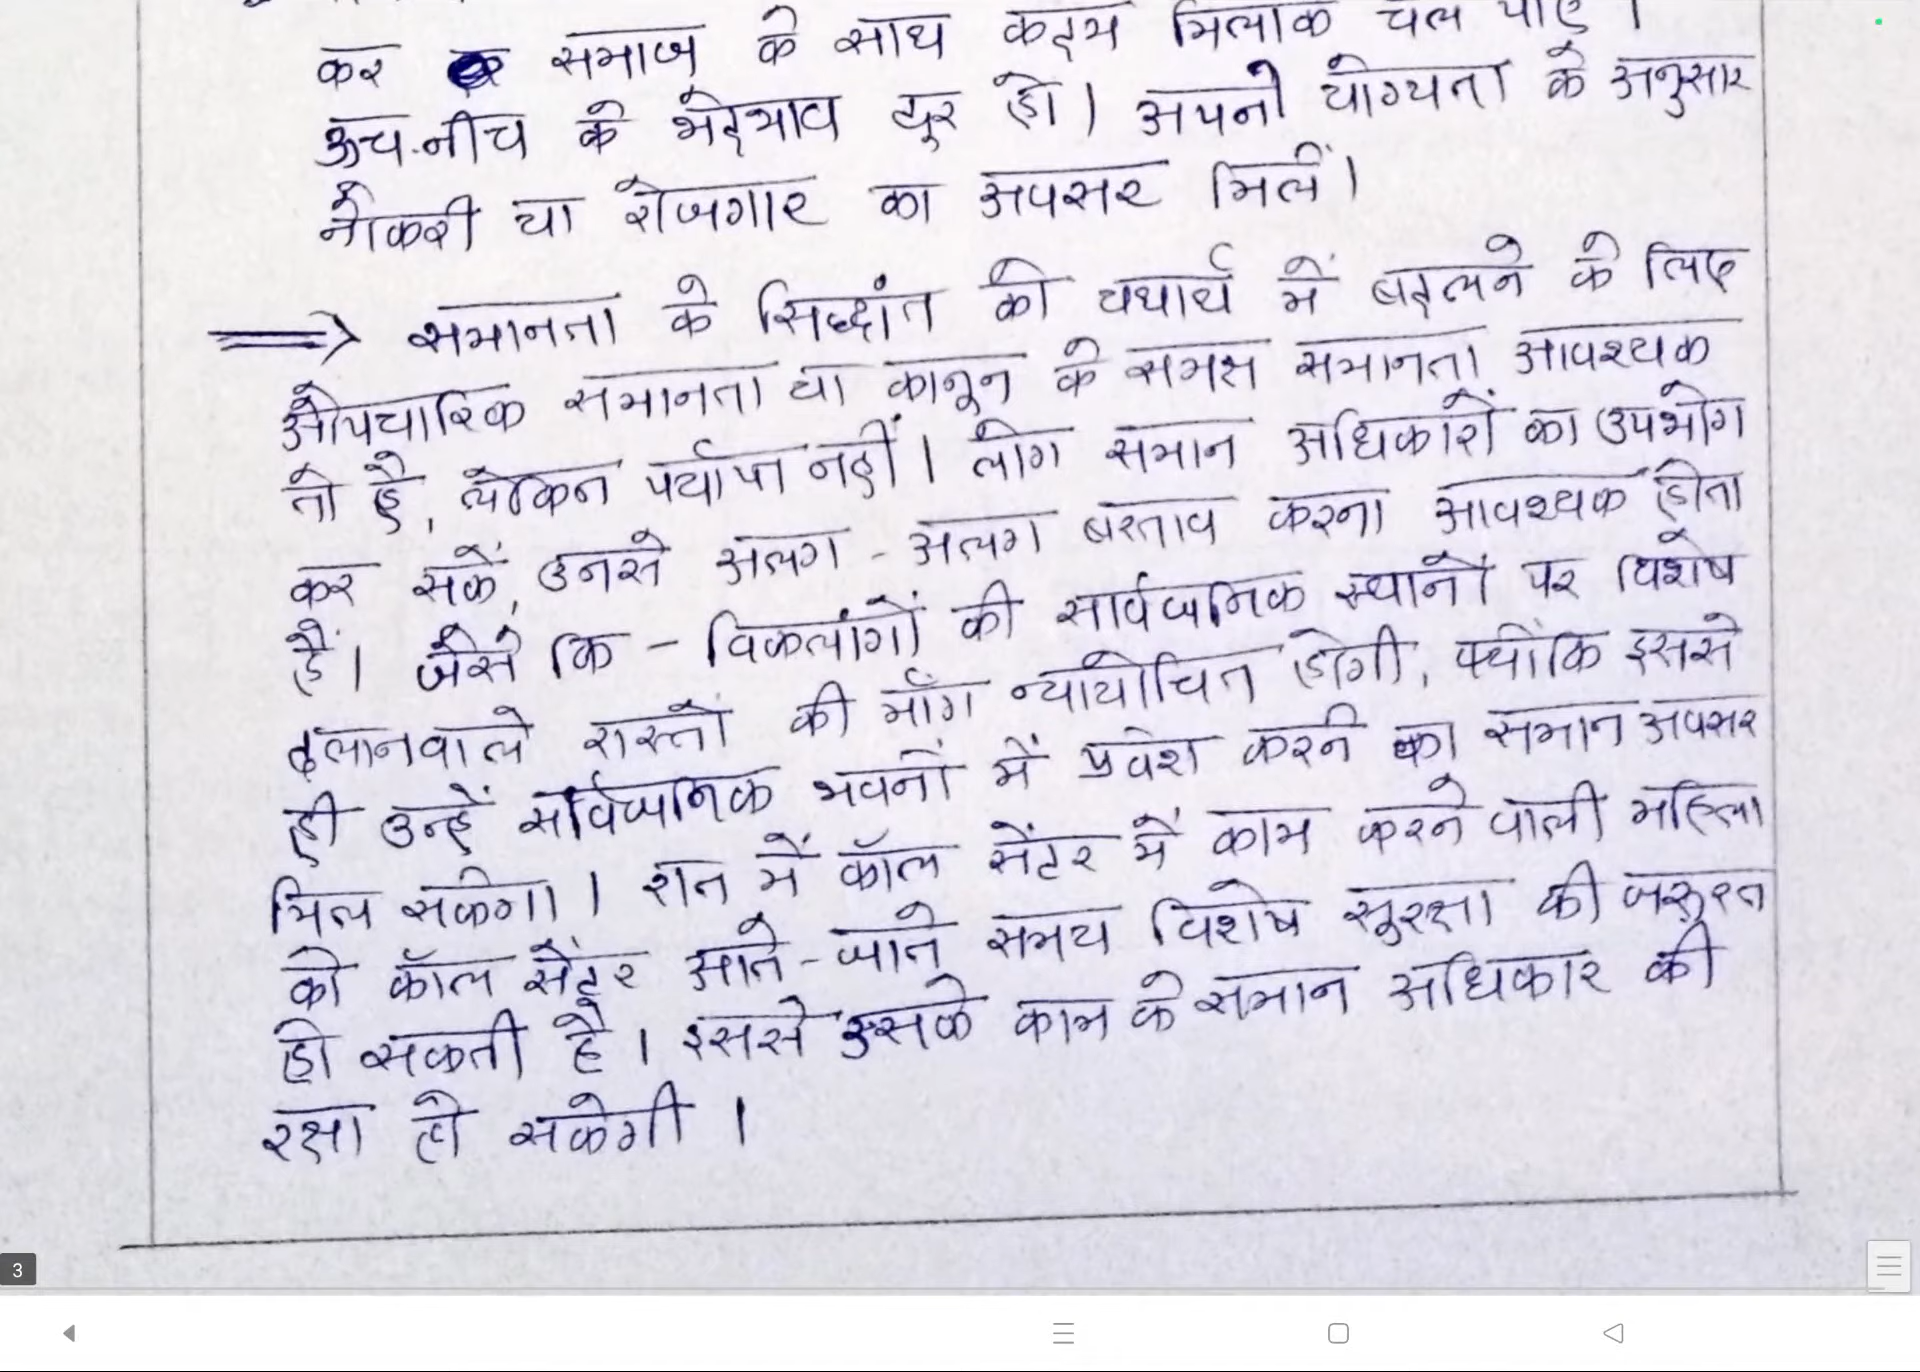 कर समाज के साथ कदम मिलाक चल पाए ।
ऊच-नीच के भेदभाव दूर हो। अपनी योग्यता के अनुसार
नौकरी या रोजगार का अवसर मिलें।
⇒ समानता के सिद्धांत को यथार्थ में बदलने के लिए
औपचारिक समानता या कानून के समक्ष समानता आवश्यक
तो है, लेकिन पर्याप्त नहीं। लोग समान अधिकारों का उपभोग
कर सकें, उनसे अलग - अलग बरताव करना आवश्यक होता
हैं। जैसे कि - विकलांगों की सार्वजनिक स्थानों पर विशेष
ढ़लानवाले रास्तों की माँग न्यायोचित होगी, क्योंकि इससे
ही उन्हें सार्वजनिक भवनों में प्रवेश करने का समान अवसर
मिल सकेगा। रात में कॉल सेंटर में काम करने वाली महिला
को कॉल सेंटर आते-जाते समय विशेष सुरक्षा की जरूरत
हो सकती है। इससे उसके काम के समान अधिकार की
रक्षा हो सकेगी ।
3